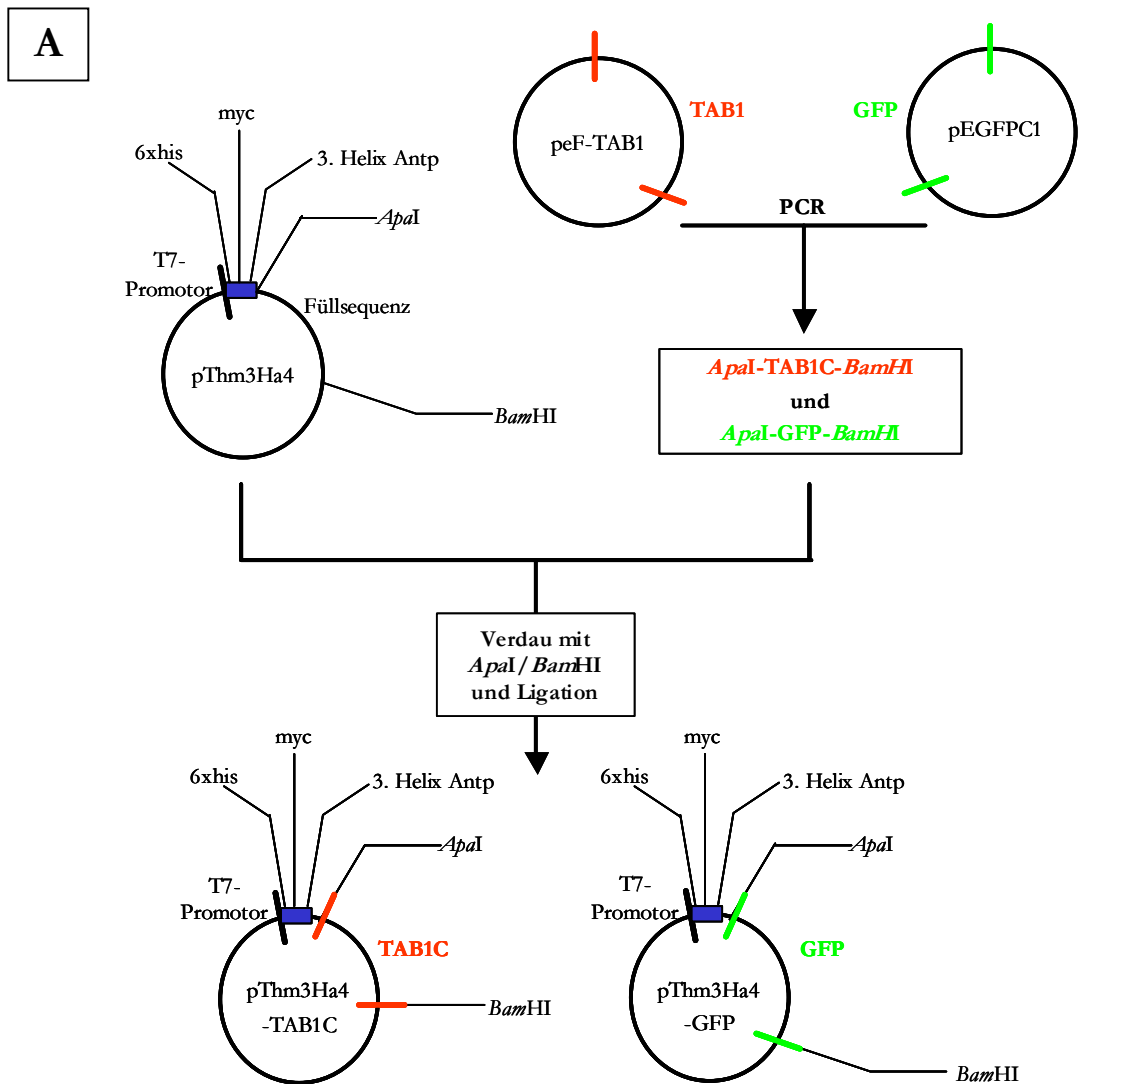 A
TAB1
GFP
peF-TAB1
pEGFPC1
myc
6xhis
3. Helix Antp
ApaI
T7-
Promotor
Füllsequenz
pThm3Ha4
BamHI
PCR
ApaI-TAB1C-BamHI
und
ApaI-GFP-BamHI
Verdau mit
ApaI/BamHI
und Ligation
myc
6xhis
3. Helix Antp
ApaI
T7-
Promotor
TAB1C
pThm3Ha4
-TAB1C
BamHI
myc
6xhis
3. Helix Antp
ApaI
T7-
Promotor
GFP
pThm3Ha4
-GFP
BamHI